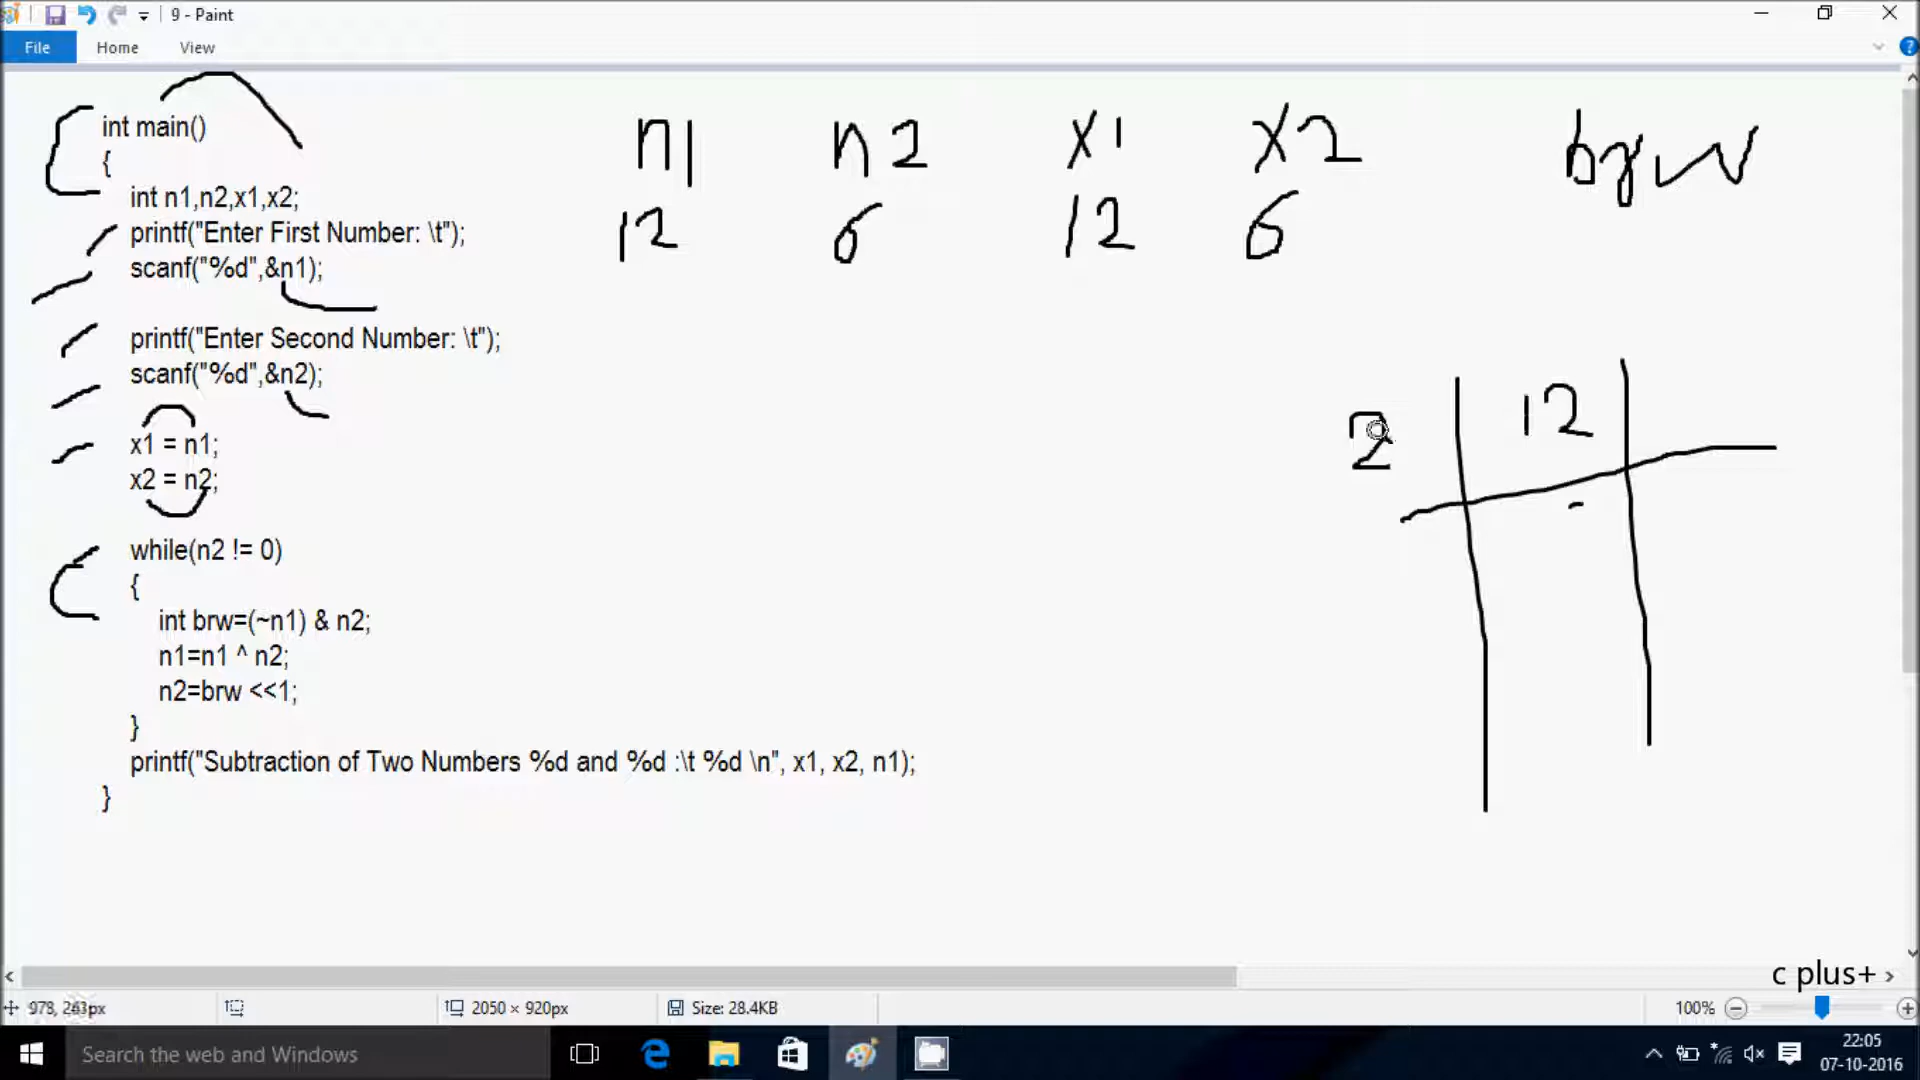 9 - Paint
File Home View
int main()
{
int n1,n2,x1,x2;
printf("Enter First Number: \t");
scanf("%d",&n1);
printf("Enter Second Number: \t");
scanf("%d",&n2);
x1 = n1;
x2 = n2;
while(n2 != 0)
{
int brw=(~n1) & n2;
n1=n1 ^ n2;
n2=brw <<1;
}
printf("Subtraction of Two Numbers %d and %d :\t %d \n", x1, x2, n1);
}
n1 n2 x1 x2 brw
12 6 12 6
2 12
c plus+
978, 243px 2050 × 920px Size: 28.4KB 100%
Search the web and Windows
22:05
07-10-2016